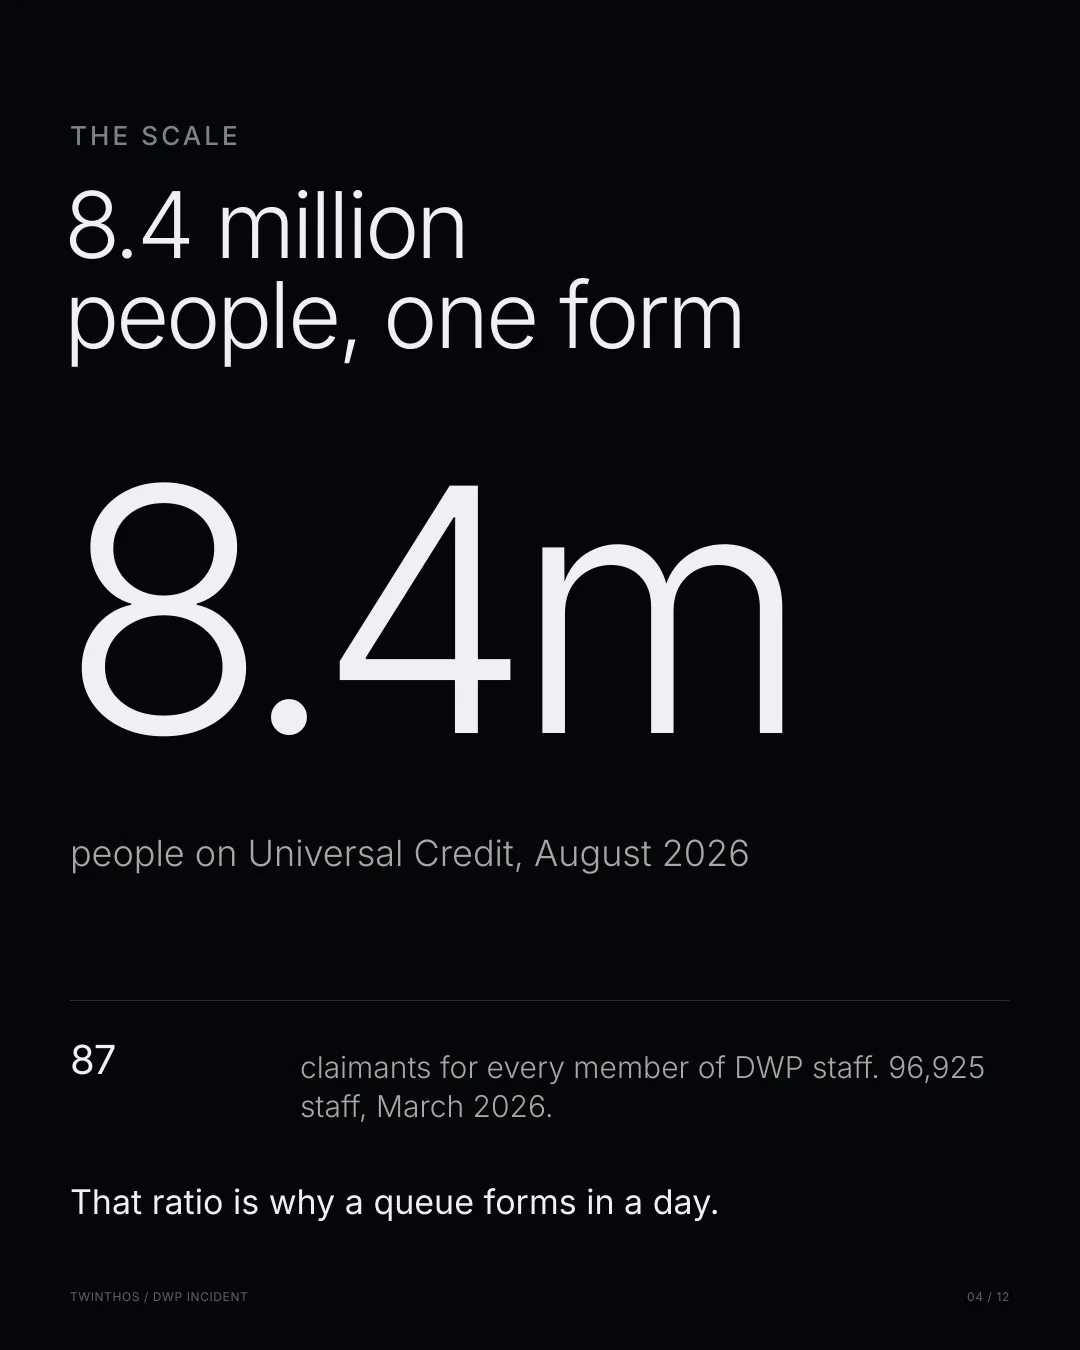 THE SCALE
8.4 million
people, one form
8.4m
people on Universal Credit, August 2026
87
claimants for every member of DWP staff. 96,925
staff, March 2026.
That ratio is why a queue forms in a day.
TWINTHOS / DWP INCIDENT
04 / 12